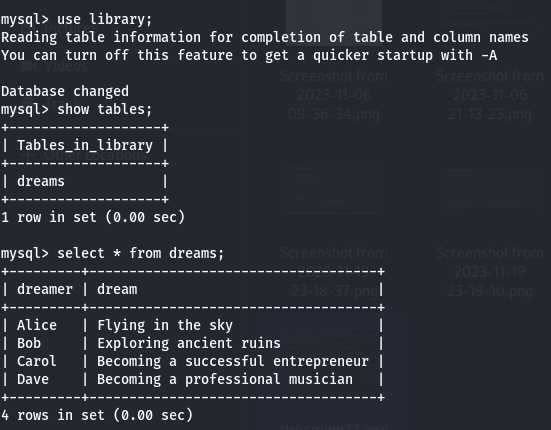 mysql> use library;
Reading table information for completion of table and column names
You can turn off this feature to get a quicker startup with -A
Videos
Screenshot from 2023-11-06 09-36-34.png
Screenshot from 2023-11-06 21-13-23.png
Database changed
mysql> show tables;
+-------------------+
| Tables_in_library |
+-------------------+
| dreams            |
+-------------------+
Other Locations
1 row in set (0.00 sec)
mysql> select * from dreams;
+---------+------------------------------------+
| dreamer | dream                              |
+---------+------------------------------------+
| Alice   | Flying in the sky                  |
| Bob     | Exploring ancient ruins            |
| Carol   | Becoming a successful entrepreneur |
| Dave    | Becoming a professional musician   |
+---------+------------------------------------+
Screenshot from
23-18-37.png
Screenshot from 2023-11-19 23-19-10.png
4 rows in set (0.00 sec)